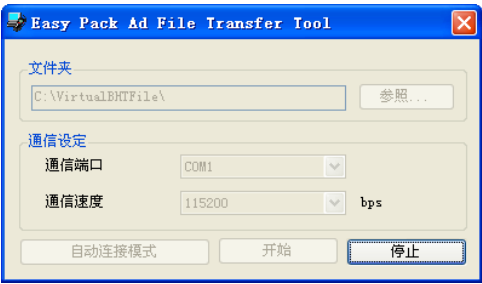 Easy Pack Ad File Transfer Tool
文件夹
C:\VirtualBHTFile\
参照...
通信设定
通信端口 COM1
通信速度 115200 bps
自动连接模式 开始 停止